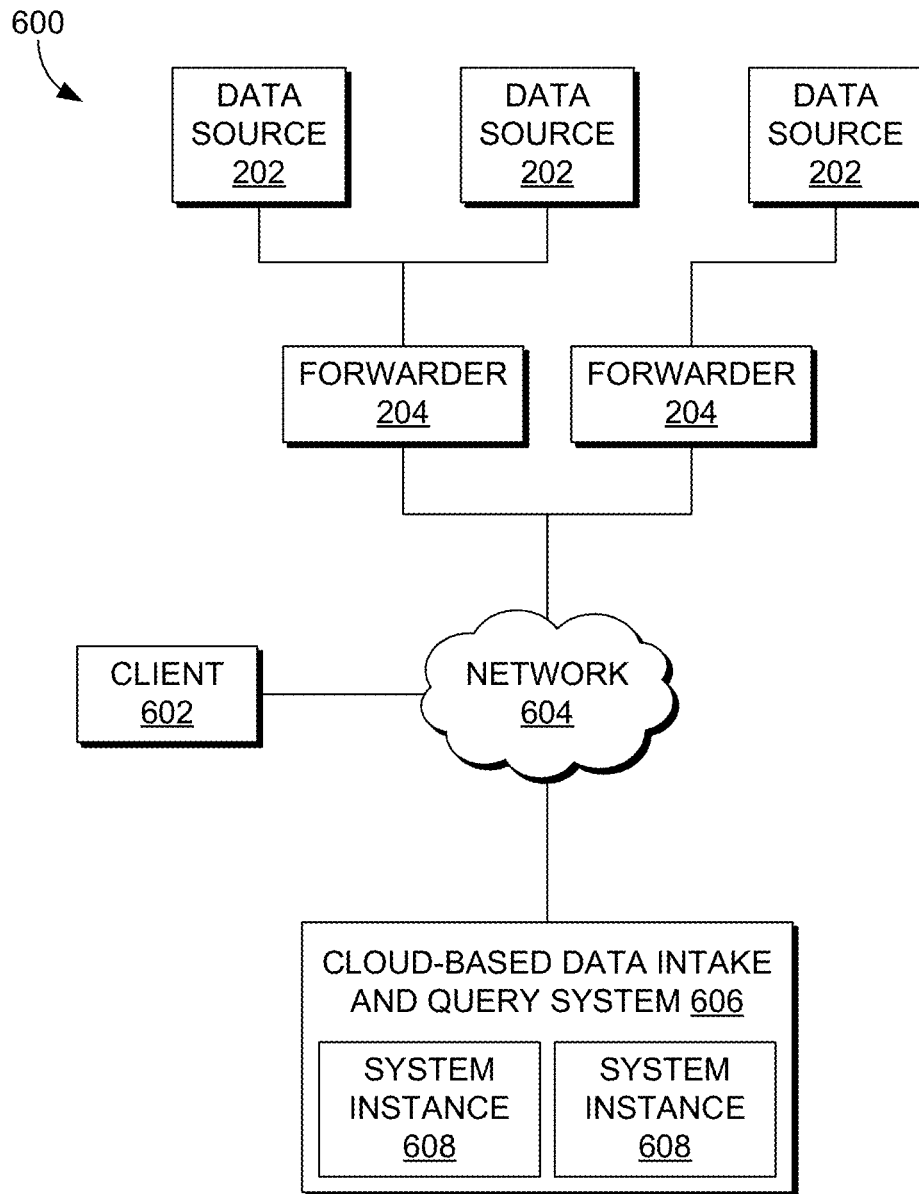 600
DATA
SOURCE
202
DATA
SOURCE
202
DATA
SOURCE
202
FORWARDER
204
FORWARDER
204
CLIENT
602
NETWORK
604
CLOUD-BASED DATA INTAKE
AND QUERY SYSTEM 606
SYSTEM
INSTANCE
608
SYSTEM
INSTANCE
608